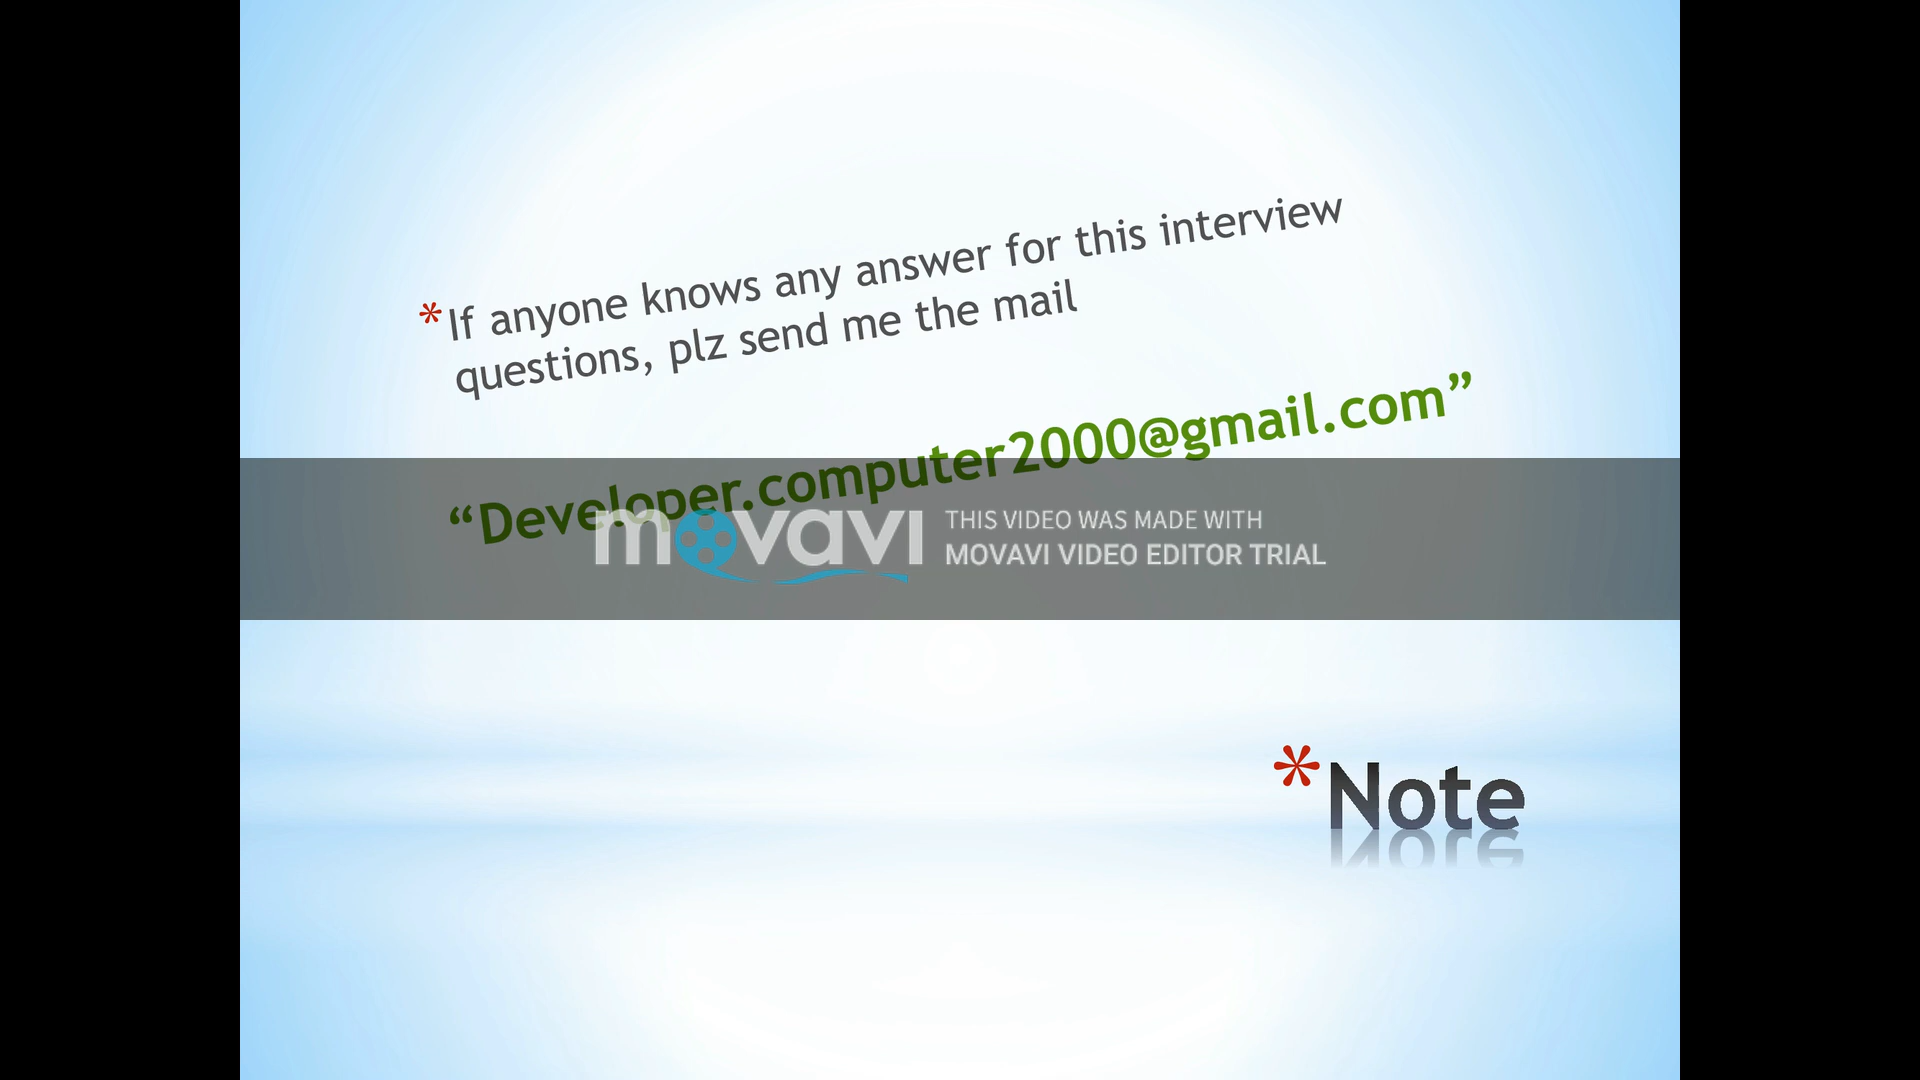 *If anyone knows any answer for this interview
questions, plz send me the mail
“Developer.computer2000@gmail.com”
movavi
THIS VIDEO WAS MADE WITH
MOVAVI VIDEO EDITOR TRIAL
*Note